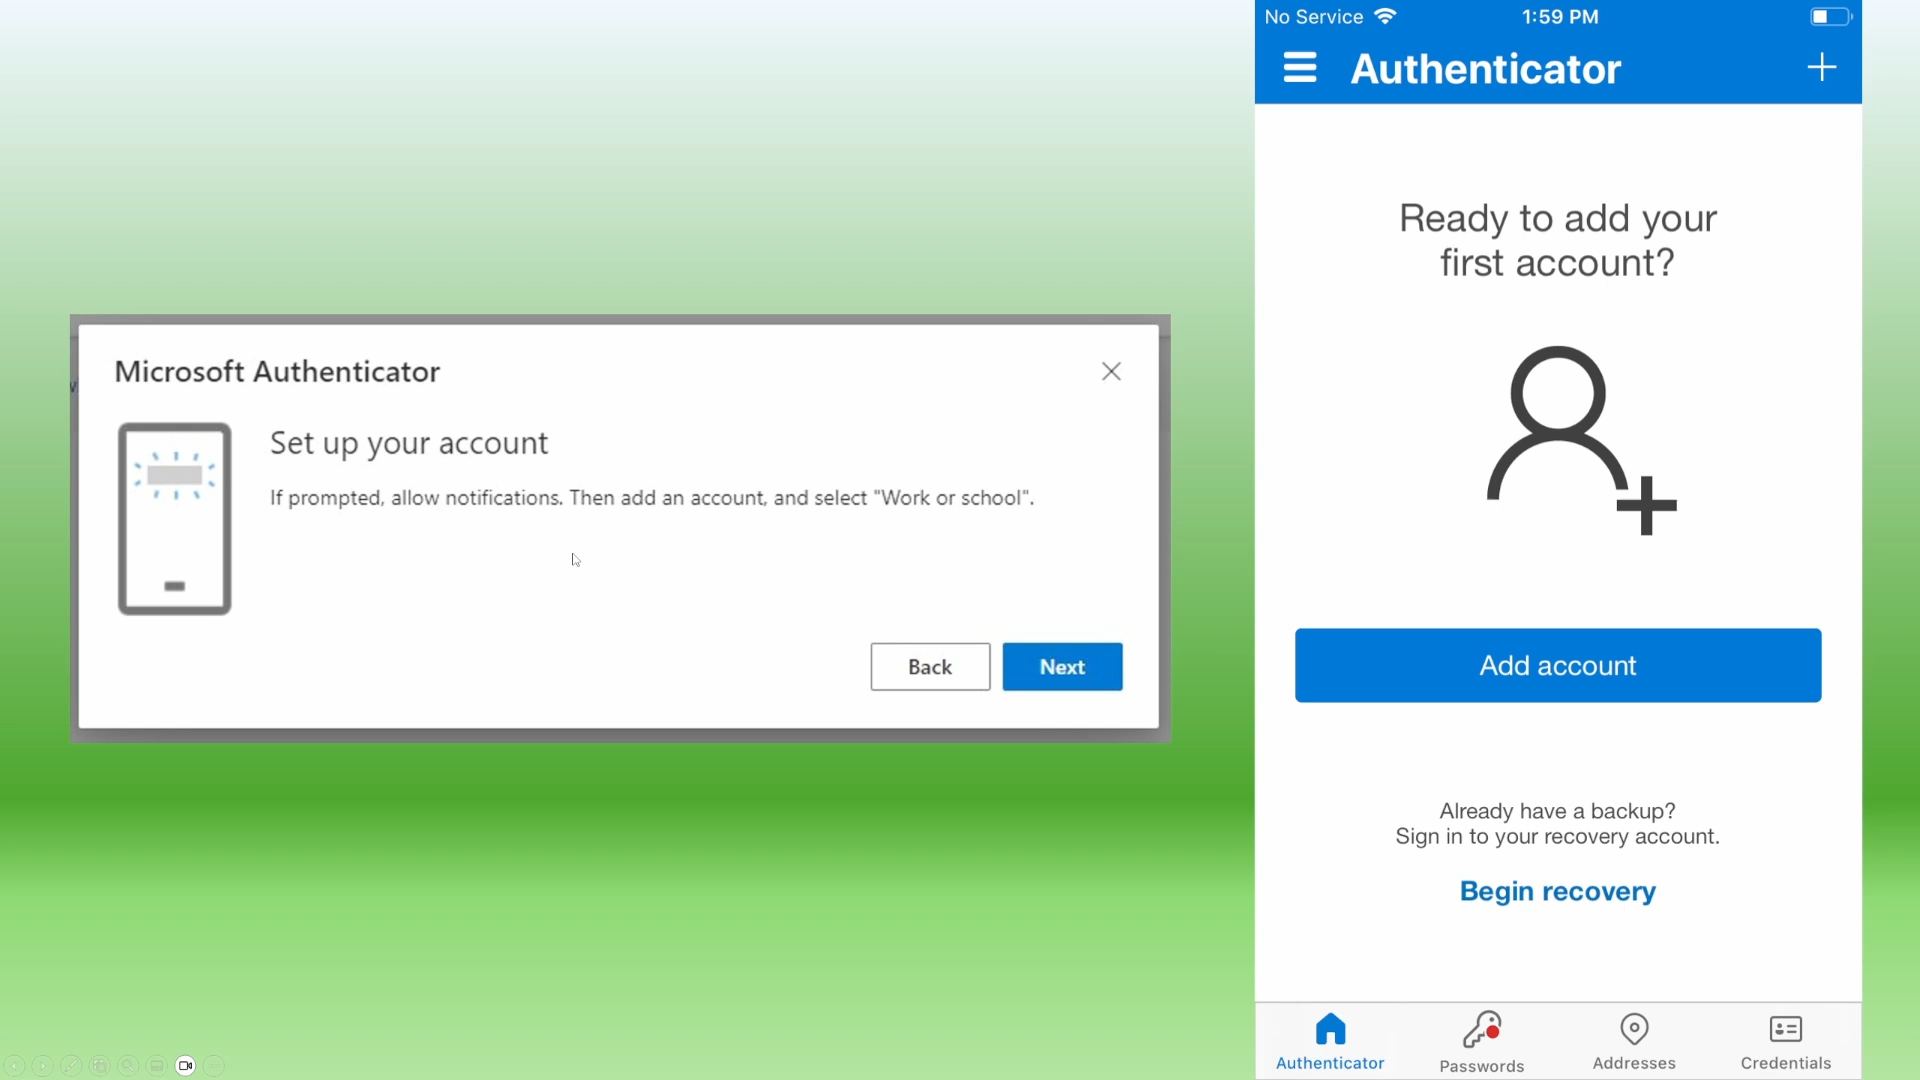 Microsoft Authenticator
Set up your account
If prompted, allow notifications. Then add an account, and select "Work or school".
Back
Next
No Service
1:59 PM
Authenticator
Ready to add your
first account?
Add account
Already have a backup?
Sign in to your recovery account.
Begin recovery
Authenticator
Passwords
Addresses
Credentials